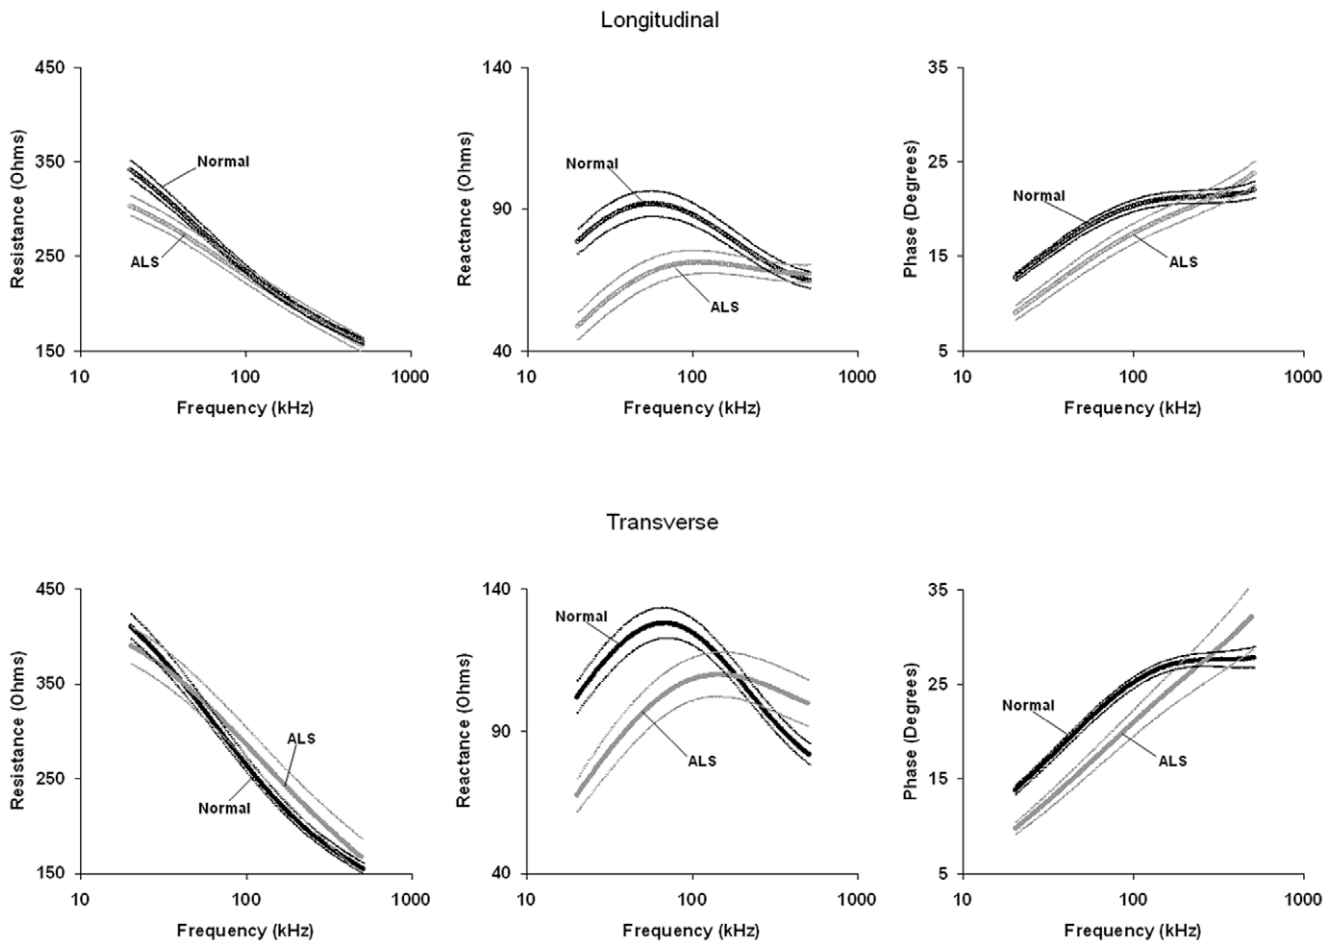 Longitudinal
450
350
250
150
10
100
1000
Resistance (Ohms)
Frequency (kHz)
Normal
ALS
140
90
40
10
100
1000
Reactance (Ohms)
Frequency (kHz)
Normal
ALS
35
25
15
5
10
100
1000
Phase (Degrees)
Frequency (kHz)
Normal
ALS
Transverse
450
350
250
150
10
100
1000
Resistance (Ohms)
Frequency (kHz)
ALS
Normal
140
90
40
10
100
1000
Reactance (Ohms)
Frequency (kHz)
Normal
ALS
35
25
15
5
10
100
1000
Phase (Degrees)
Frequency (kHz)
Normal
ALS